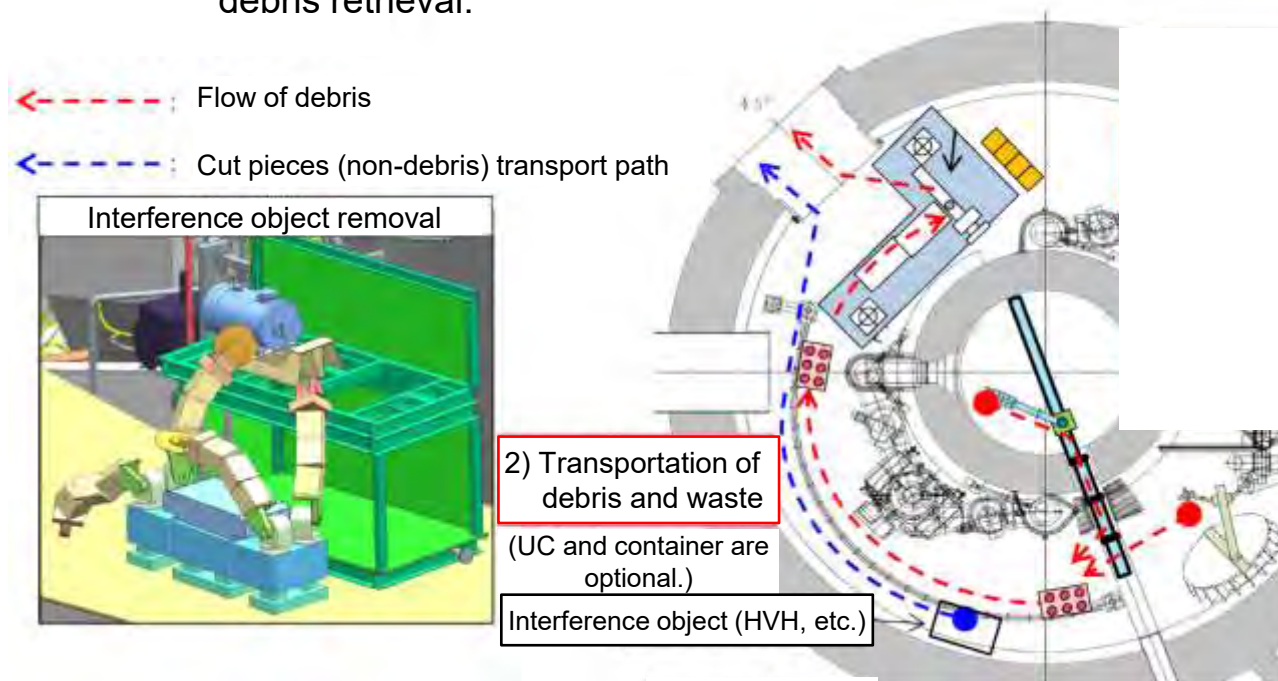 debris retrieval.
: Flow of debris
: Cut pieces (non-debris) transport path
Interference object removal
45°
2) Transportation of
debris and waste
(UC and container are
optional.)
Interference object (HVH, etc.)